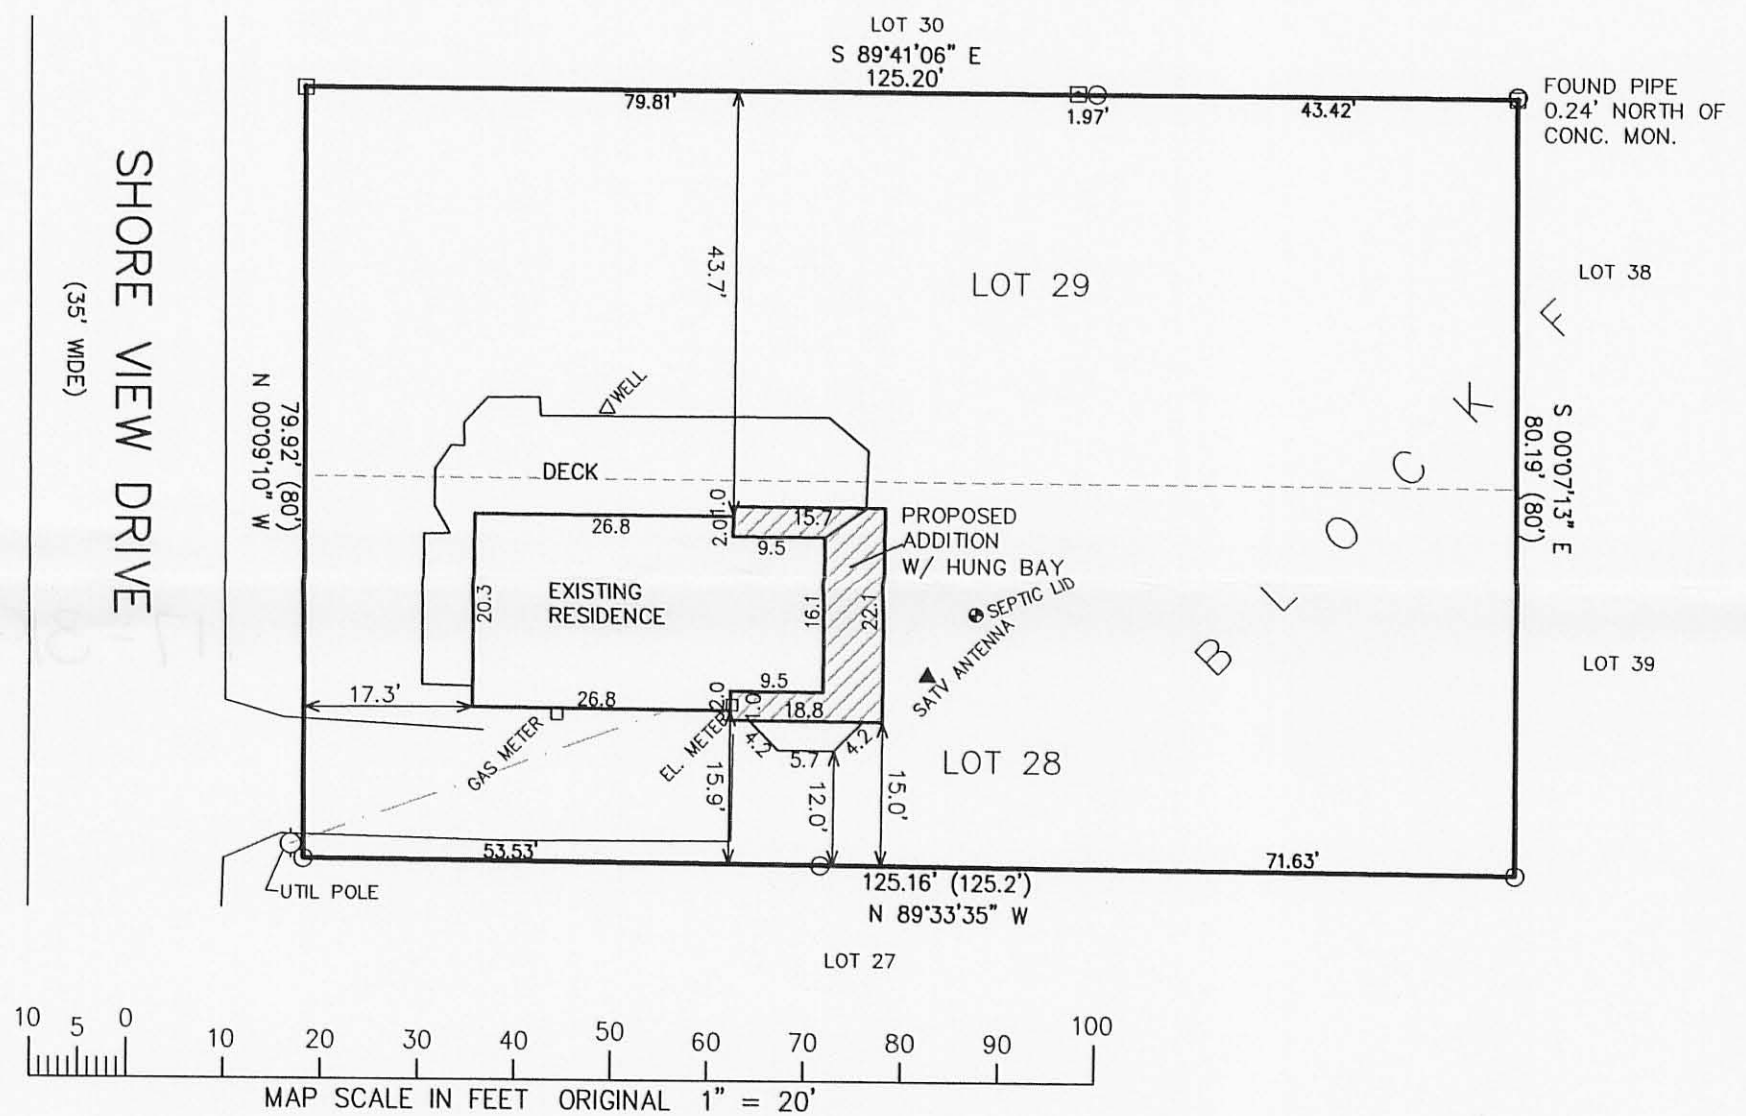 LOT 30
S 89°41'06" E
125.20'
79.81'
1.97'
43.42'
FOUND PIPE
0.24' NORTH OF
CONC. MON.
SHORE VIEW DRIVE
(35' WIDE)
N 00°09'10" W
79.92' (80')
43.7'
LOT 29
LOT 38
BLOCK F
S 00°07'13" E
80.19' (80')
WELL
DECK
26.8
2.0
1.0
15.7
9.5
PROPOSED
ADDITION
W/ HUNG BAY
EXISTING
RESIDENCE
20.3
16.1
22.1
SEPTIC LID
SATV ANTENNA
LOT 39
17.3'
26.8
9.5
2.0
1.0
18.8
GAS METER
EL. METER
4.2
5.7
4.2
15.9'
12.0'
15.0'
LOT 28
53.53'
71.63'
UTIL POLE
125.16' (125.2')
N 89°33'35" W
LOT 27
10 5 0 10 20 30 40 50 60 70 80 90 100
MAP SCALE IN FEET ORIGINAL 1" = 20'